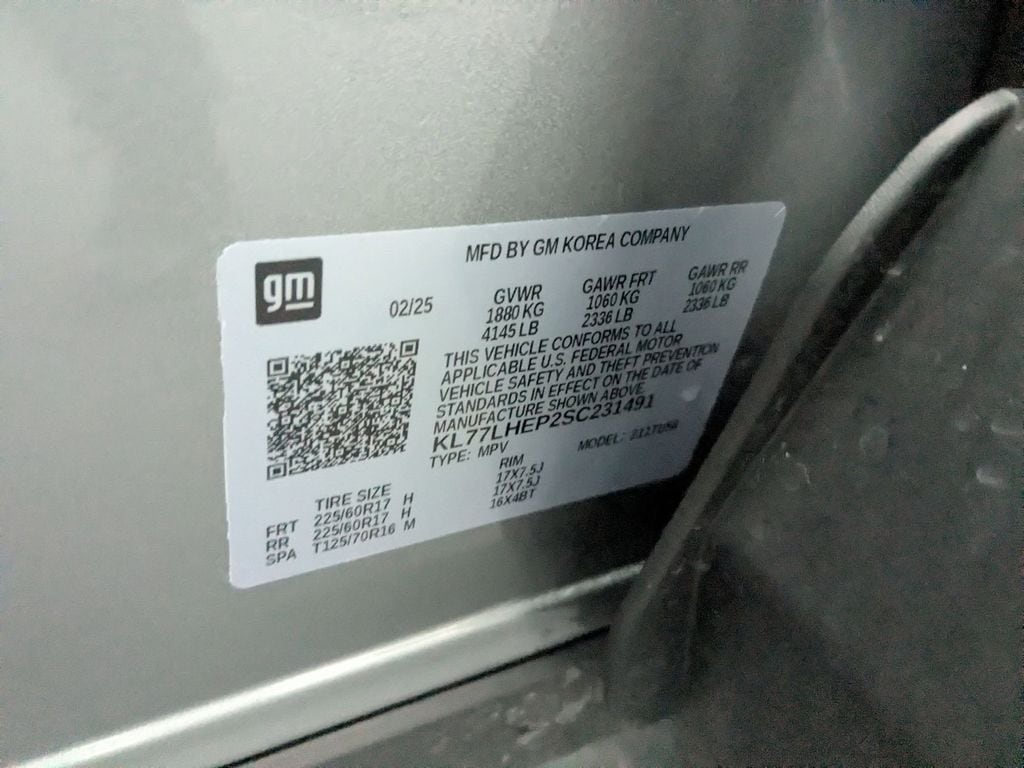 MFD BY GM KOREA COMPANY
gm
02/25
GVWR
1880 KG
4145 LB
GAWR FRT
1060 KG
2336 LB
GAWR RR
1060 KG
2336 LB
THIS VEHICLE CONFORMS TO ALL
APPLICABLE U.S. FEDERAL MOTOR
VEHICLE SAFETY AND THEFT PREVENTION
STANDARDS IN EFFECT ON THE DATE OF
MANUFACTURE SHOWN ABOVE.
KL77LHEP2SC231491
TYPE: MPV MODEL:
TIRE SIZE RIM
FRT 225/60R17 H 17X7.5J
RR 225/60R17 H 17X7.5J
SPA T125/70R16 M 16X4BT